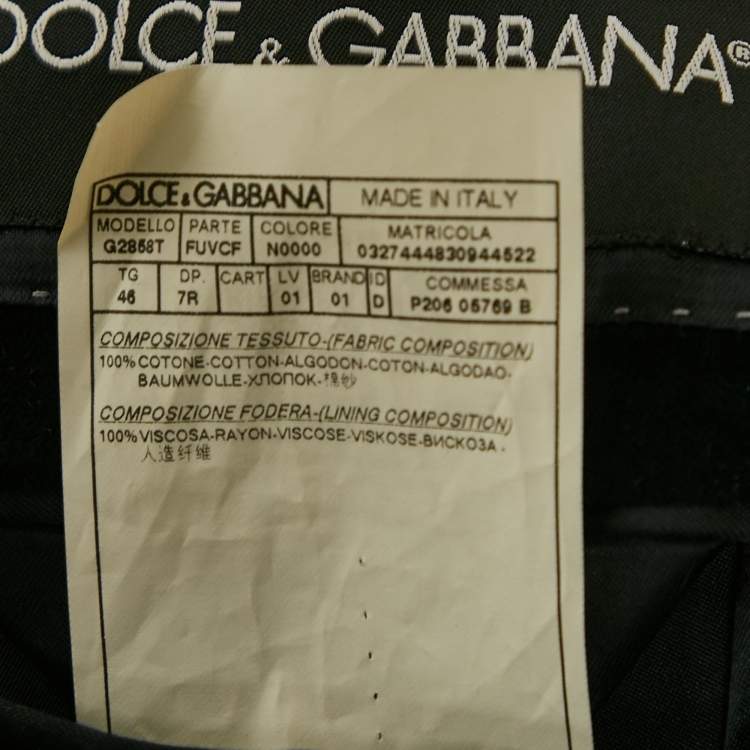 DOLCE & GABBANA®
DOLCE & GABBANA MADE IN ITALY
MODELLO PARTE COLORE MATRICOLA
G2858T FUVCF N0000 0327444830944522
TG DP. CART LV BRAND ID COMMESSA
46 7R 01 01 D P206 05769 B
COMPOSIZIONE TESSUTO-(FABRIC COMPOSITION)
100% COTONE-COTTON-ALGODON-COTON-ALGODAO-
BAUMWOLLE-ХЛОПОК-棉纱
COMPOSIZIONE FODERA-(LINING COMPOSITION)
100% VISCOSA-RAYON-VISCOSE-VISKOSE-ВИСКОЗА.
人造纤维